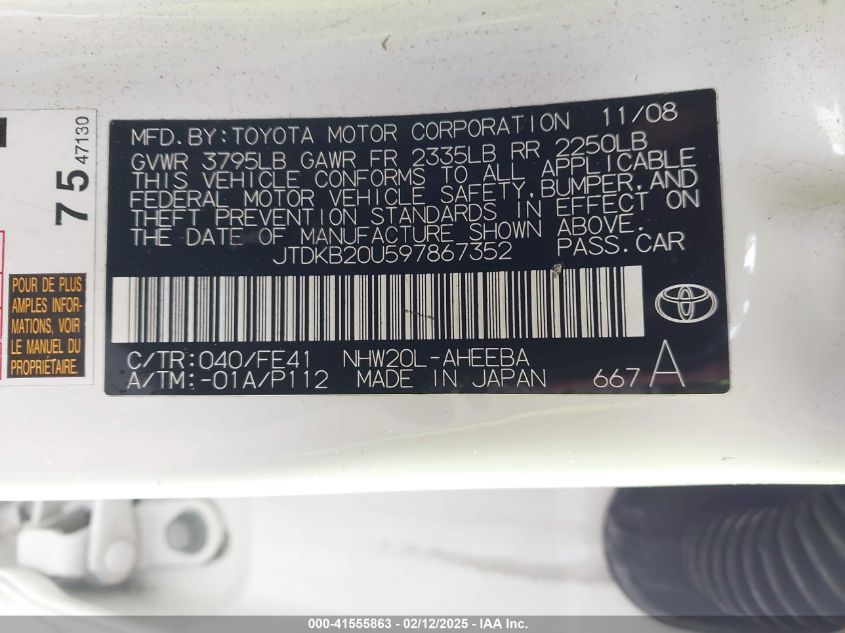 MFD.BY:TOYOTA MOTOR CORPORATION 11/08
GVWR 3795LB GAWR FR 2335LB RR 2250LB
THIS VEHICLE CONFORMS TO ALL APPLICABLE
FEDERAL MOTOR VEHICLE SAFETY,BUMPER,AND
THEFT PREVENTION STANDARDS IN EFFECT ON
THE DATE OF MANUFACTURE SHOWN ABOVE.
JTDKB20U597867352 PASS.CAR
C/TR:040/FE41 NHW20L-AHEEBA
A/TM:-01A/P112 MADE IN JAPAN 667 A
75 47130
POUR DE PLUS
AMPLES INFOR-
MATIONS, VOIR
LE MANUEL DU
PROPRIÉTAIRE
000-41555863 - 02/12/2025 - IAA Inc.